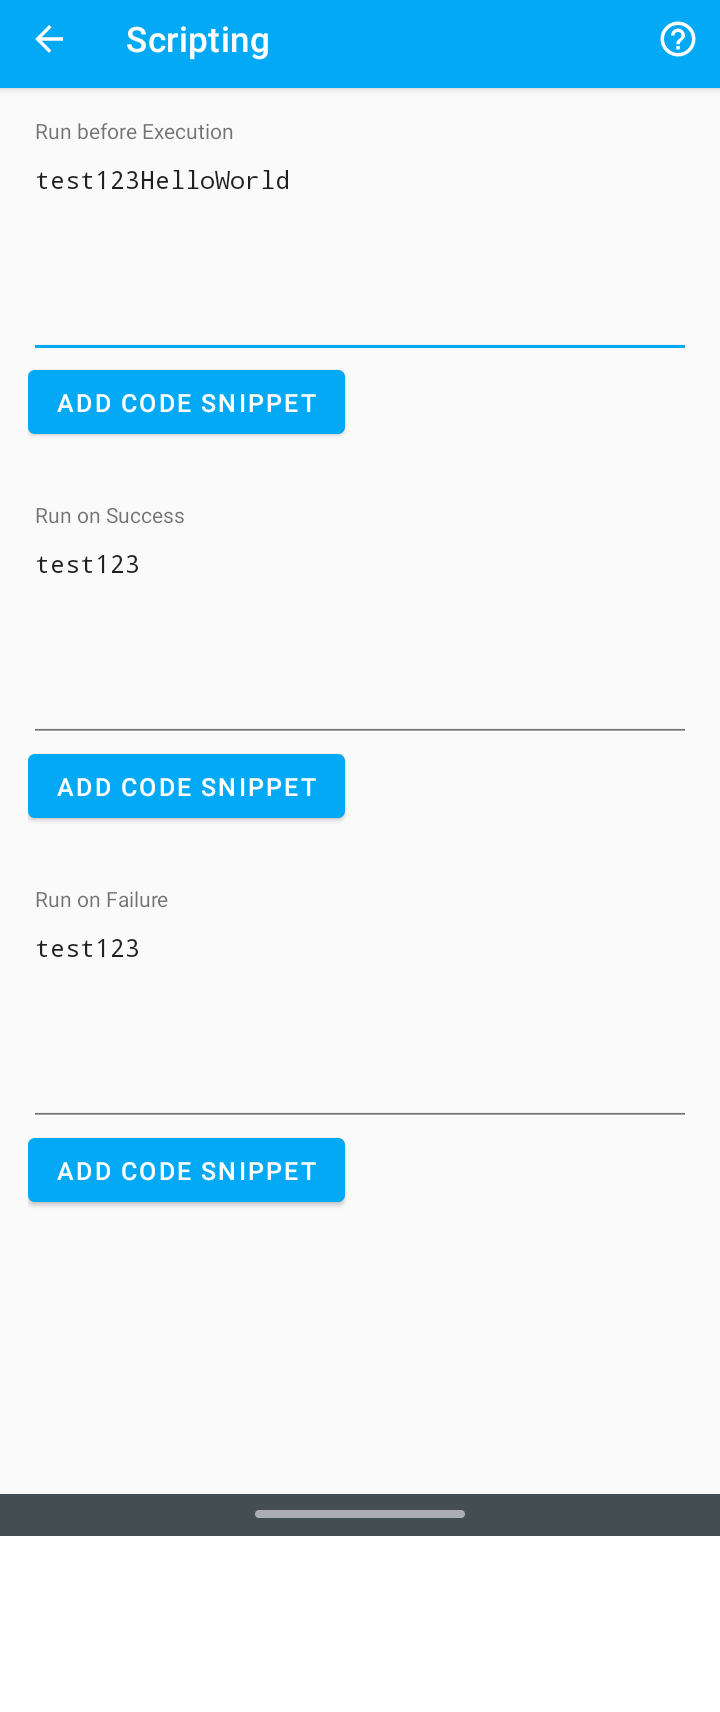 Scripting
Run before Execution
test123HelloWorld
ADD CODE SNIPPET
Run on Success
test123
ADD CODE SNIPPET
Run on Failure
test123
ADD CODE SNIPPET